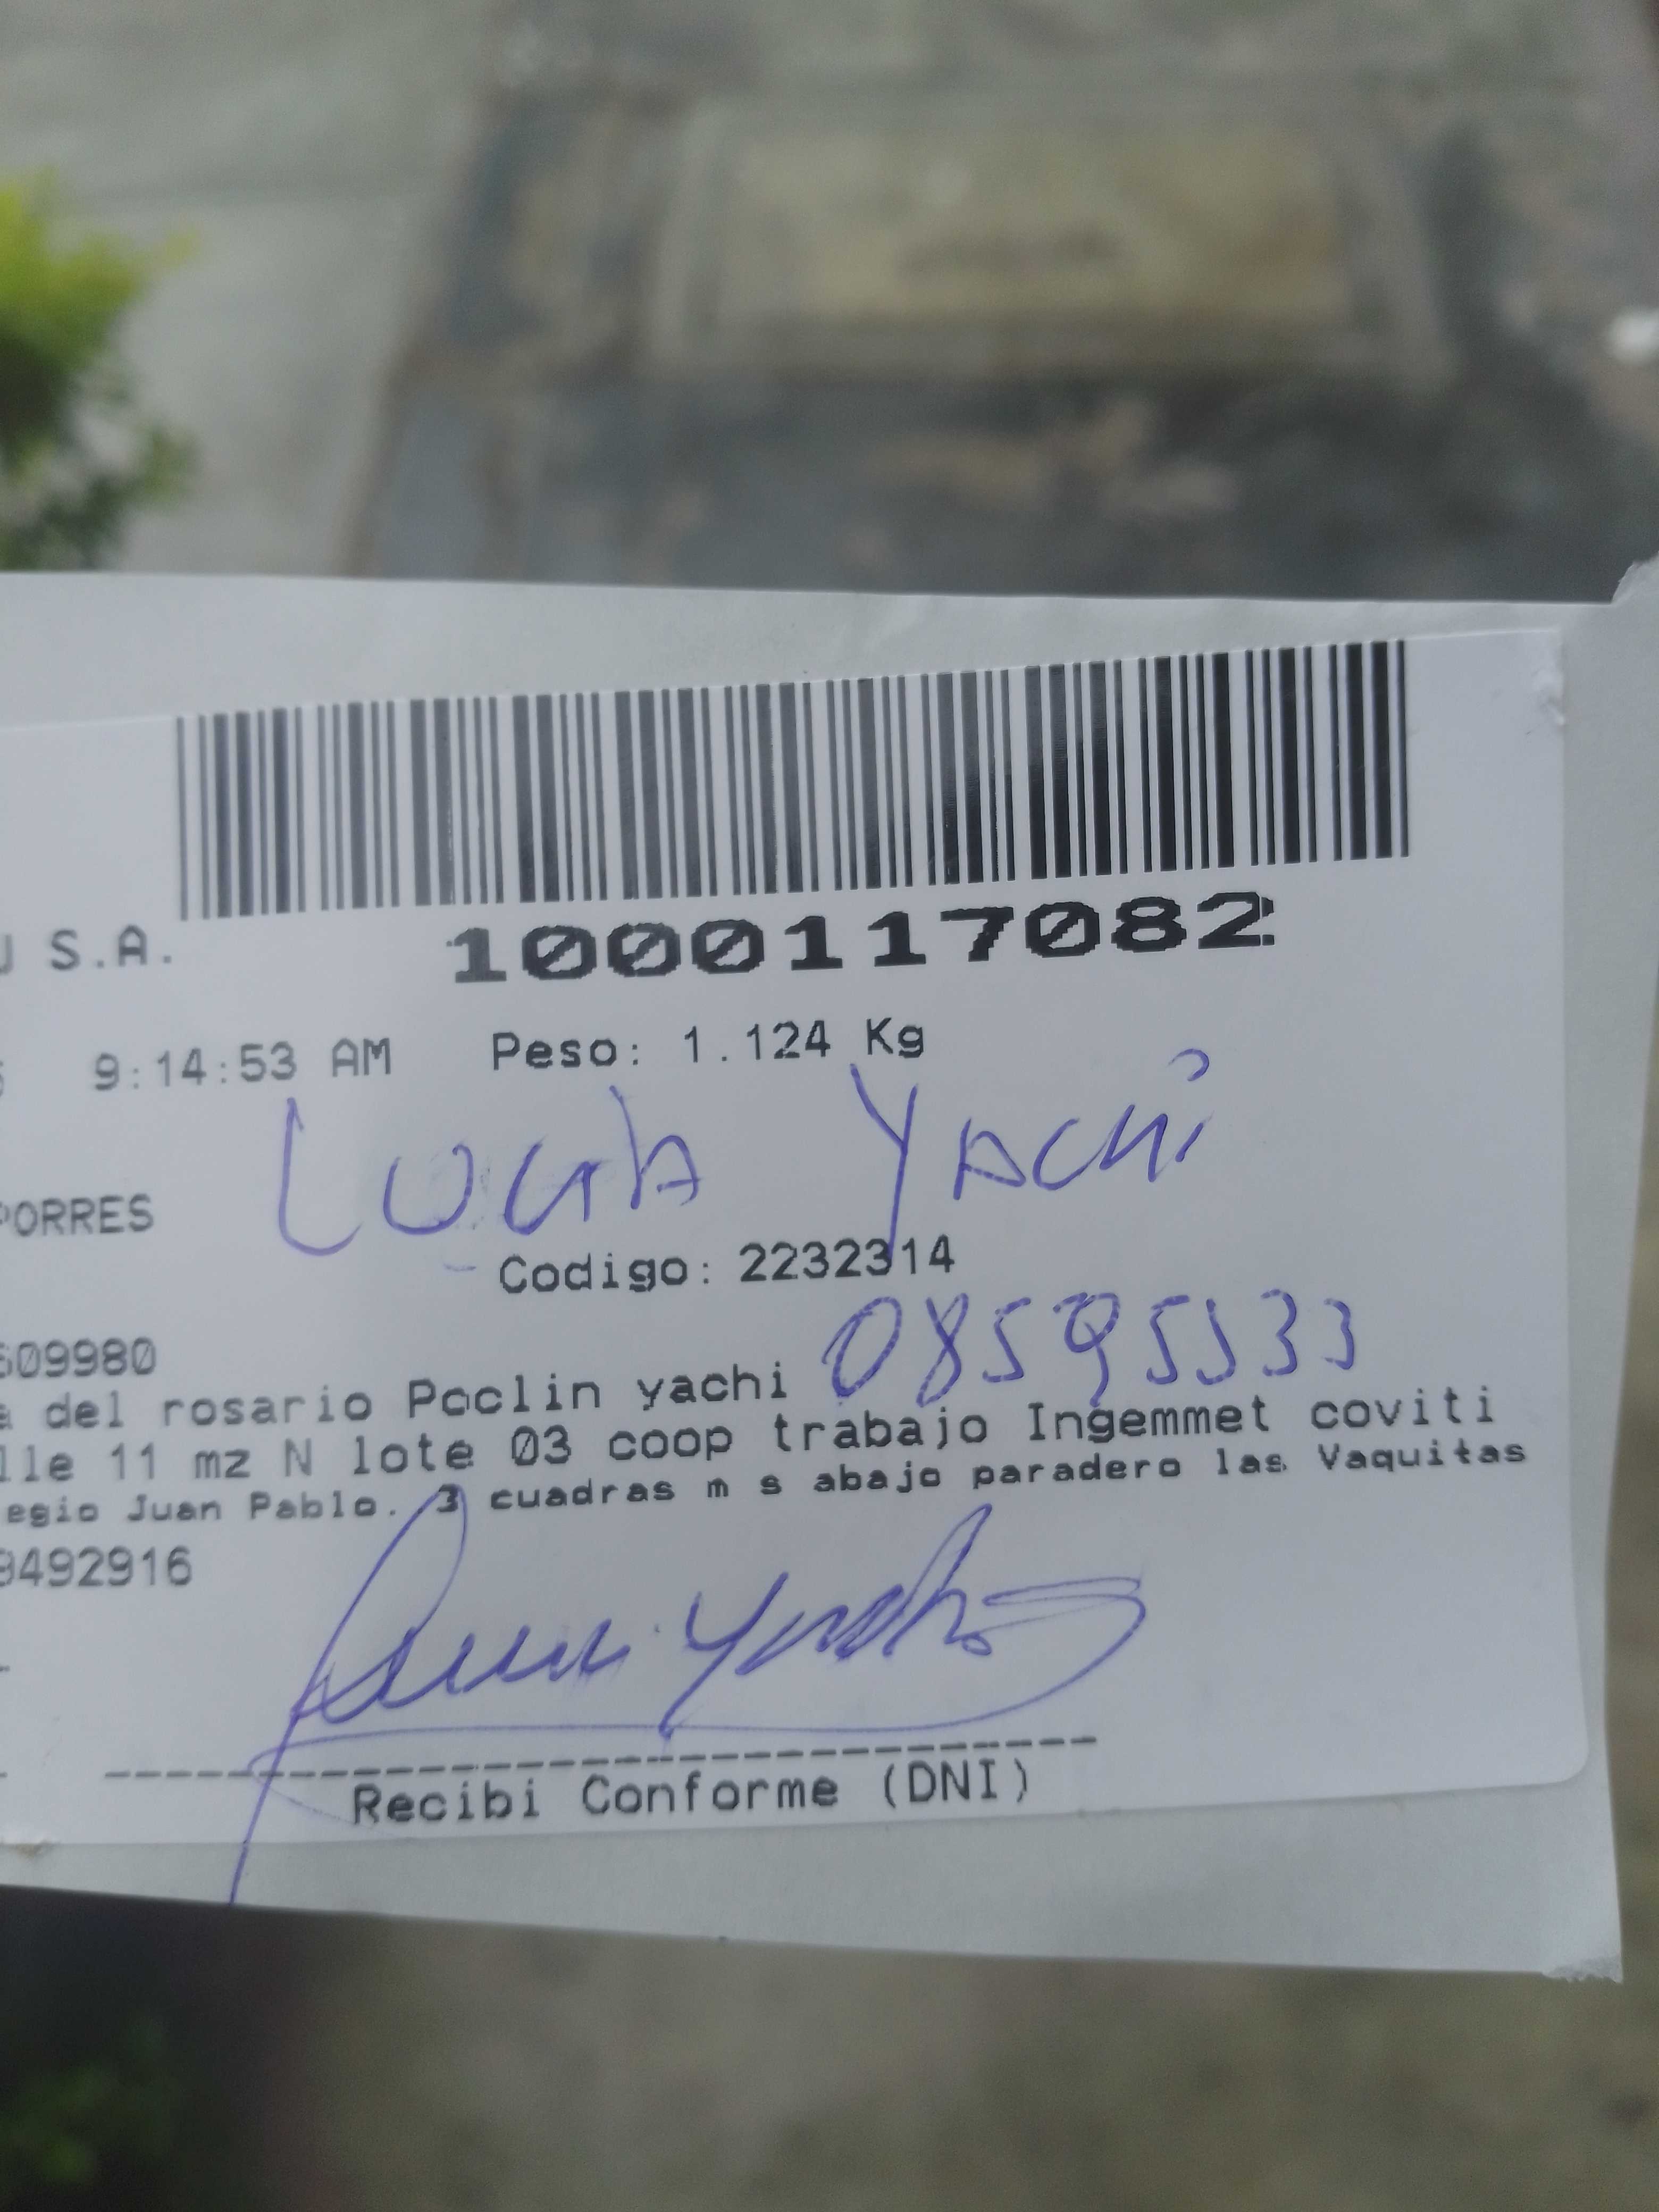 S.A.
1000117082
9:14:53 AM Peso: 1.124 Kg
LUCIA YACHI
PORRES
Codigo: 2232314
609980
08595533
a del rosario Poclin yachi
lle 11 mz N lote 03 coop trabajo Ingemmet coviti
egio Juan Pablo. 3 cuadras m s abajo paradero las Vaquitas
9492916
Recibi Conforme (DNI)